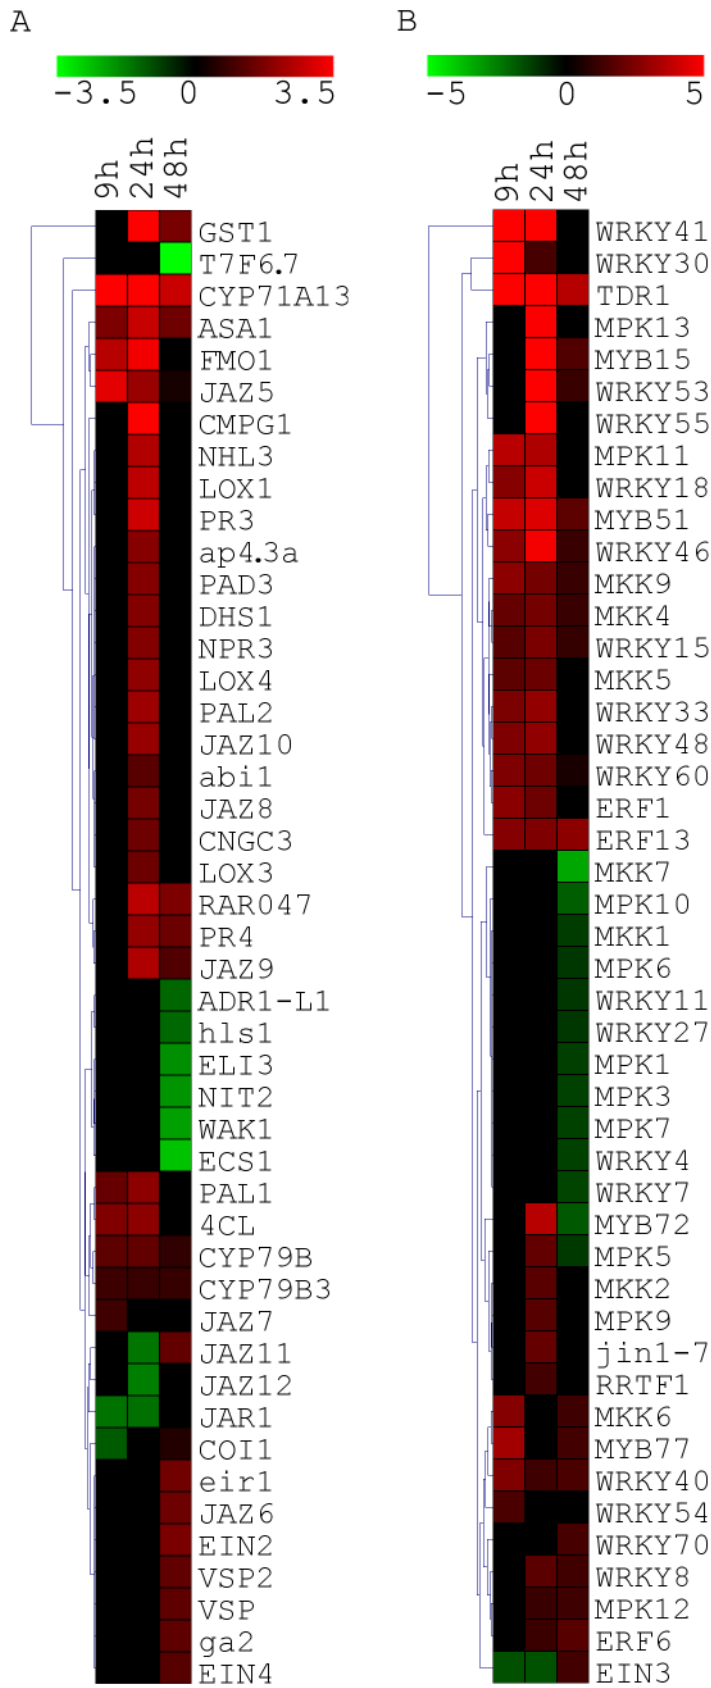 A
-3.5 0 3.5
9h 24h 48h
GST1
T7F6.7
CYP71A13
ASA1
FMO1
JAZ5
CMPG1
NHL3
LOX1
PR3
ap4.3a
PAD3
DHS1
NPR3
LOX4
PAL2
JAZ10
abi1
JAZ8
CNGC3
LOX3
RAR047
PR4
JAZ9
ADR1-L1
hls1
ELI3
NIT2
WAK1
ECS1
PAL1
4CL
CYP79B
CYP79B3
JAZ7
JAZ11
JAZ12
JAR1
COI1
eir1
JAZ6
EIN2
VSP2
VSP
ga2
EIN4
B
-5 0 5
9h 24h 48h
WRKY41
WRKY30
TDR1
MPK13
MYB15
WRKY53
WRKY55
MPK11
WRKY18
MYB51
WRKY46
MKK9
MKK4
WRKY15
MKK5
WRKY33
WRKY48
WRKY60
ERF1
ERF13
MKK7
MPK10
MKK1
MPK6
WRKY11
WRKY27
MPK1
MPK3
MPK7
WRKY4
WRKY7
MYB72
MPK5
MKK2
MPK9
jin1-7
RRTF1
MKK6
MYB77
WRKY40
WRKY54
WRKY70
WRKY8
MPK12
ERF6
EIN3